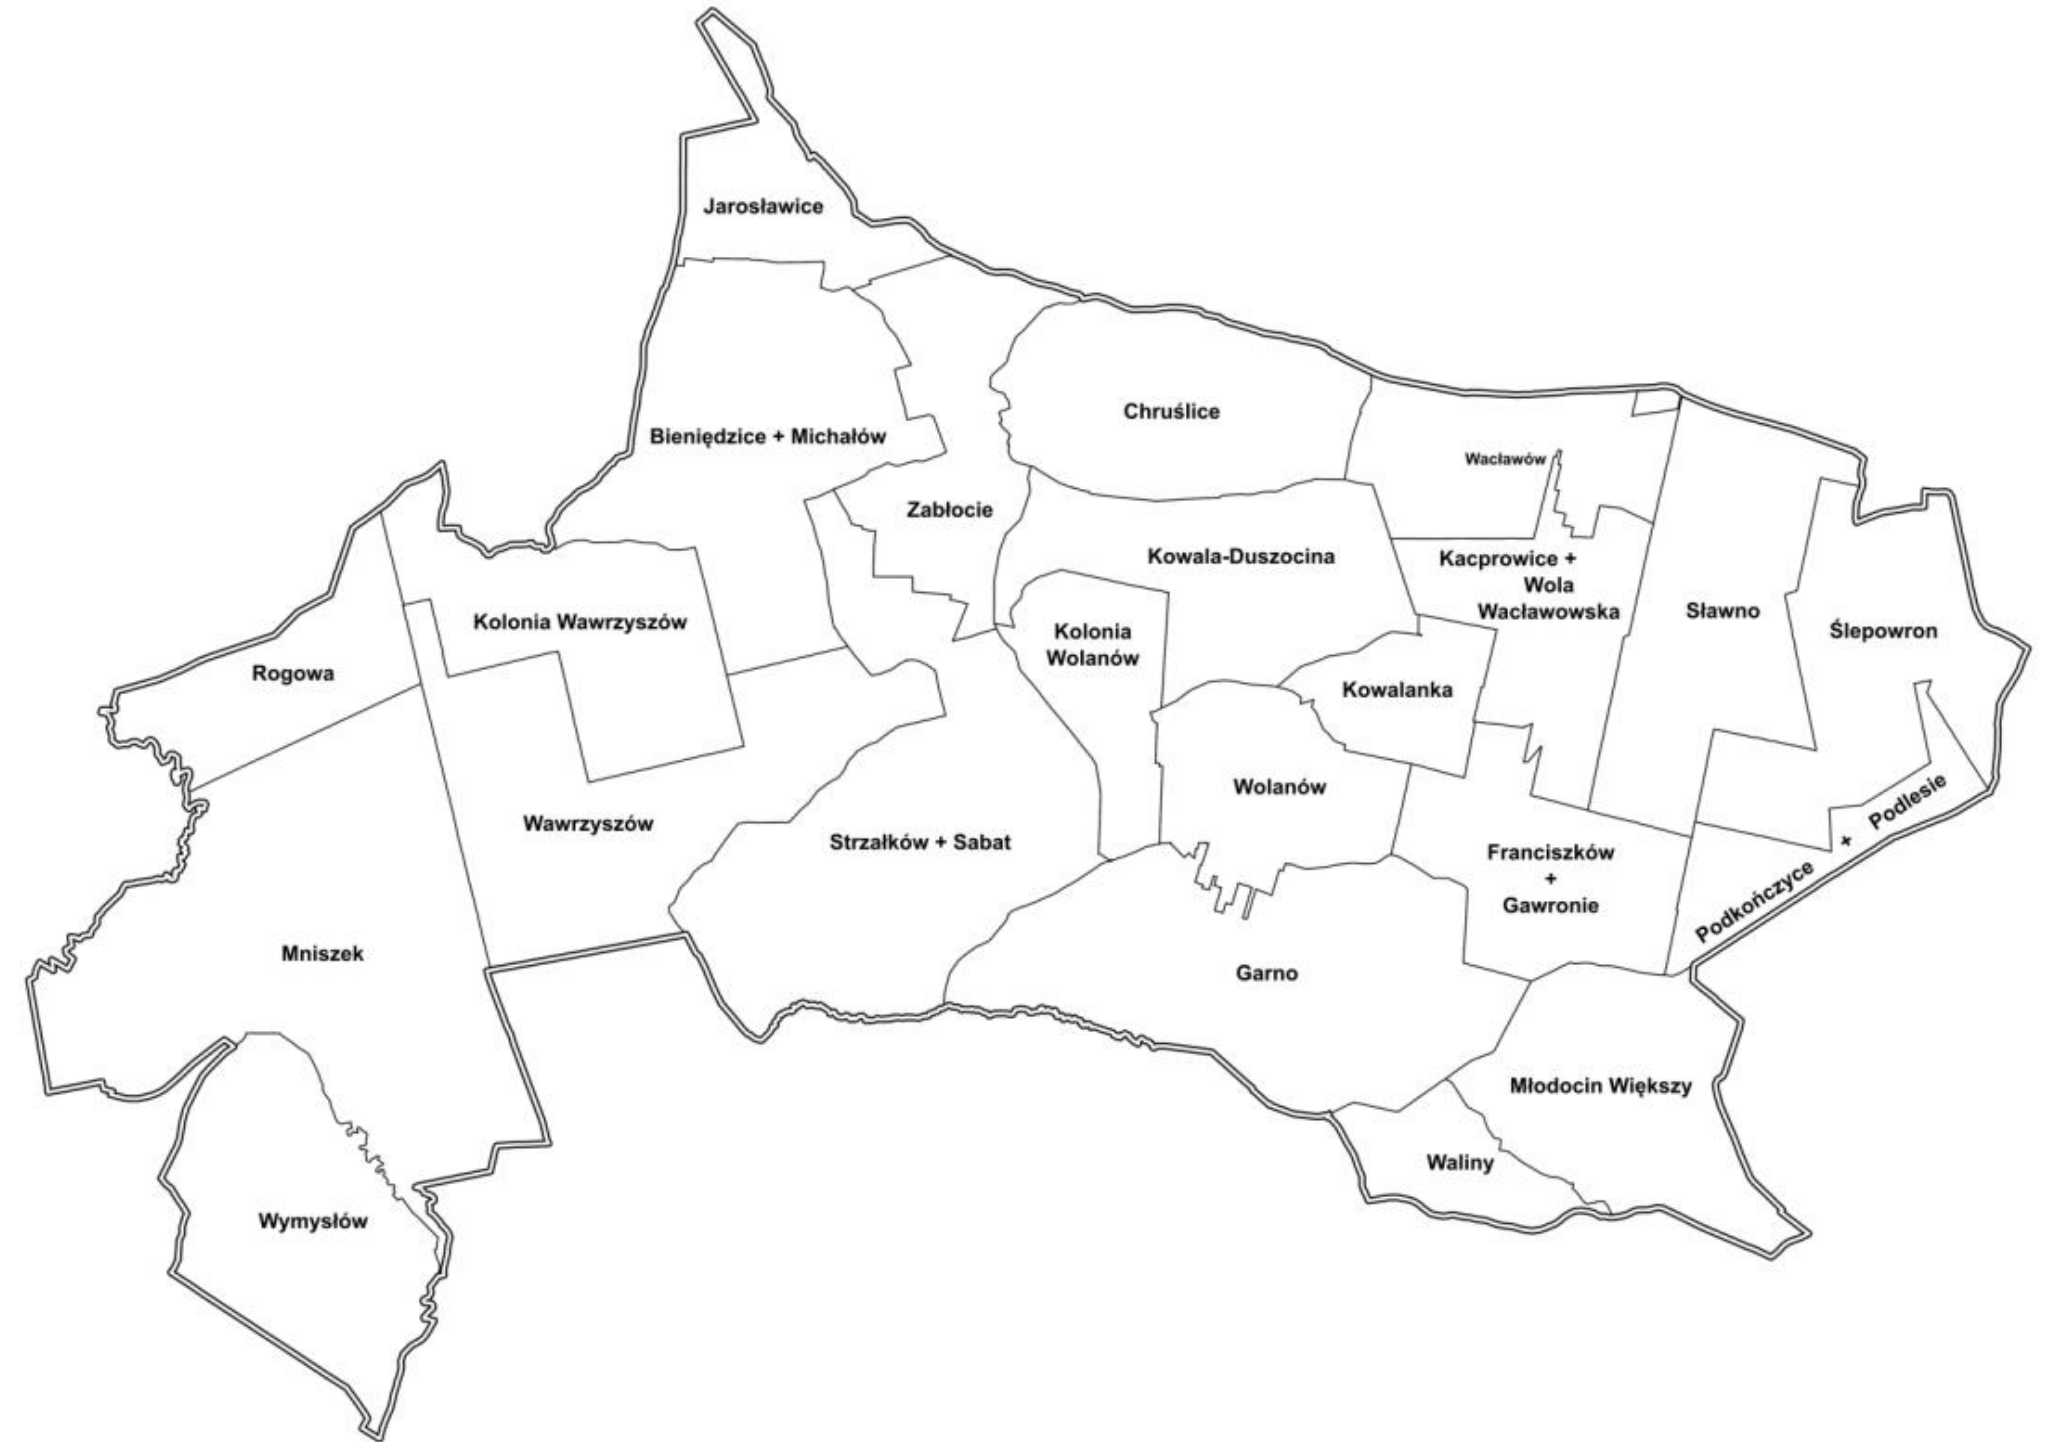 Jarosławice
Chruślice
Bieniędzice + Michałów
Wacławów
Zabłocie
Kowala-Duszocina
Kacprowice +
Wola
Wacławowska
Sławno
Ślepowron
Kolonia Wawrzyszów
Kolonia
Wolanów
Rogowa
Kowalanka
Wolanów
Wawrzyszów
Strzałków + Sabat
Franciszków
+
Gawronie
Podkończyce + Podlesie
Mniszek
Garno
Młodocin Większy
Waliny
Wymysłów